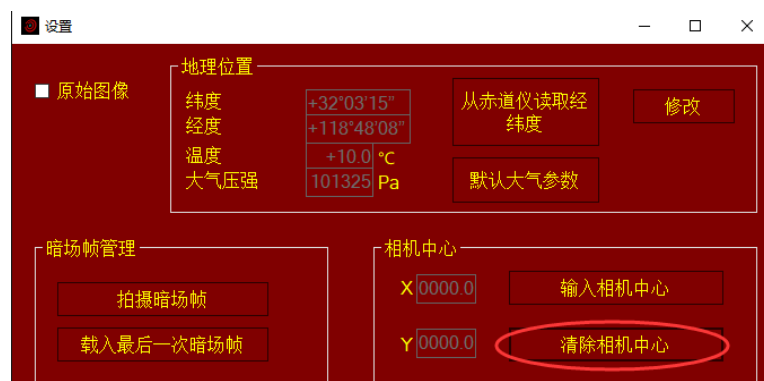 设置
原始图像
地理位置
纬度 +32°03'15"
经度 +118°48'08"
温度 +10.0 °C
大气压强 101325 Pa
从赤道仪读取经
纬度
修改
默认大气参数
暗场帧管理
拍摄暗场帧
载入最后一次暗场帧
相机中心
X 0000.0 输入相机中心
Y 0000.0 清除相机中心